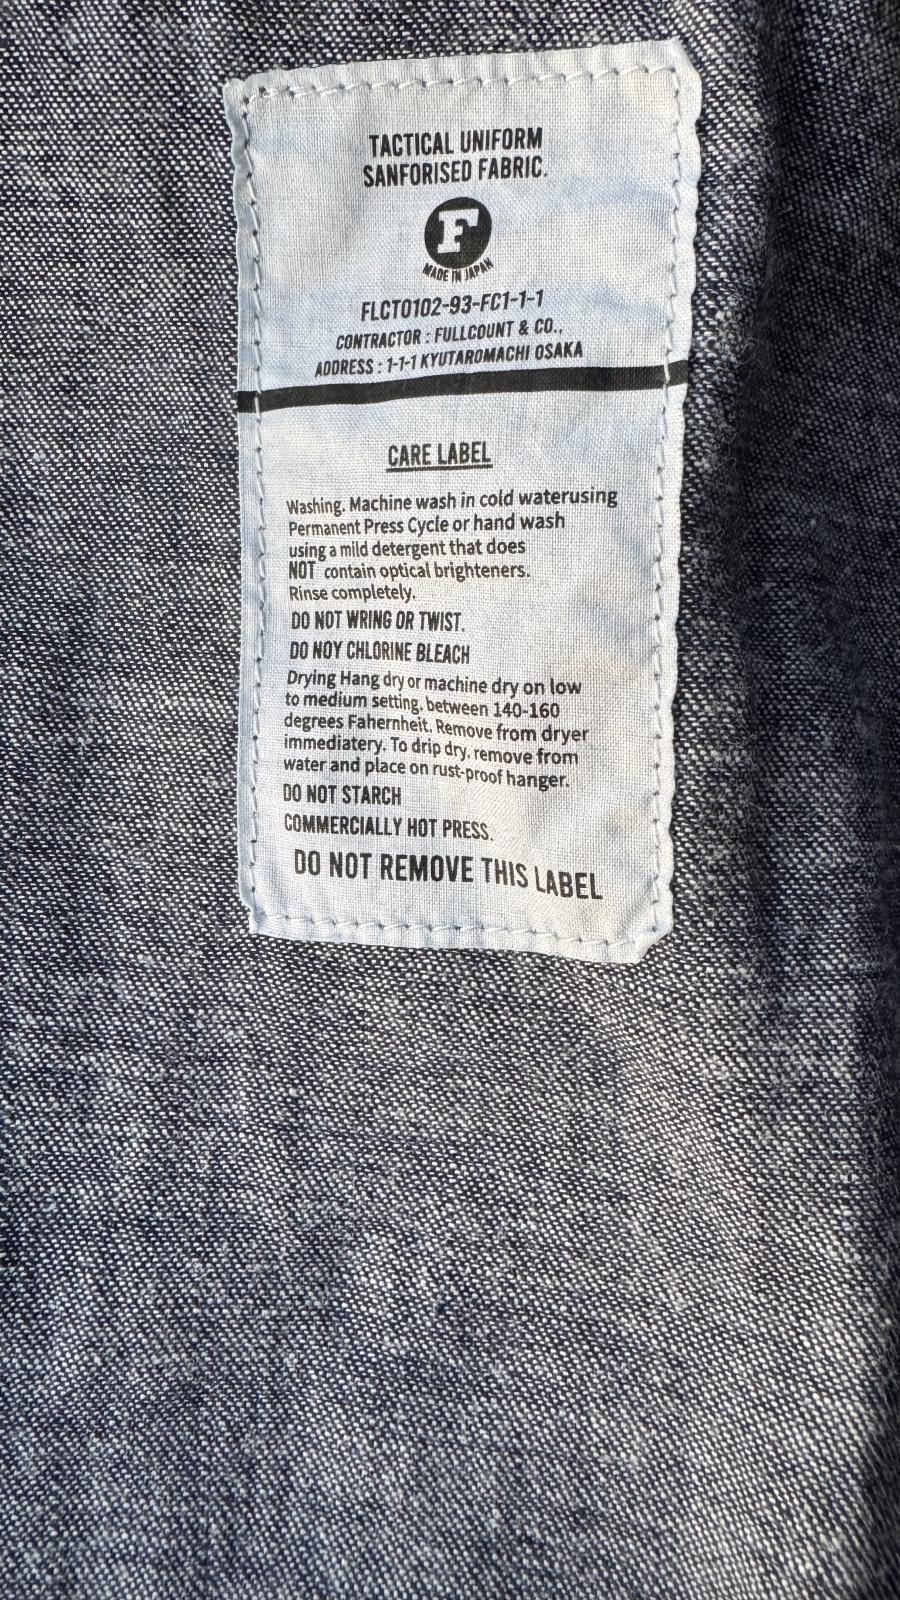 TACTICAL UNIFORM
SANFORISED FABRIC.
F
MADE IN JAPAN
FLCT0102-93-FC1-1-1
CONTRACTOR : FULLCOUNT & CO.,
ADDRESS : 1-1-1 KYUTAROMACHI OSAKA
CARE LABEL
Washing. Machine wash in cold waterusing
Permanent Press Cycle or hand wash
using a mild detergent that does
NOT contain optical brighteners.
Rinse completely.
DO NOT WRING OR TWIST.
DO NOY CHLORINE BLEACH
Drying Hang dry or machine dry on low
to medium setting, between 140-160
degrees Fahernheit. Remove from dryer
immediatery. To drip dry, remove from
water and place on rust-proof hanger.
DO NOT STARCH
COMMERCIALLY HOT PRESS.
DO NOT REMOVE THIS LABEL